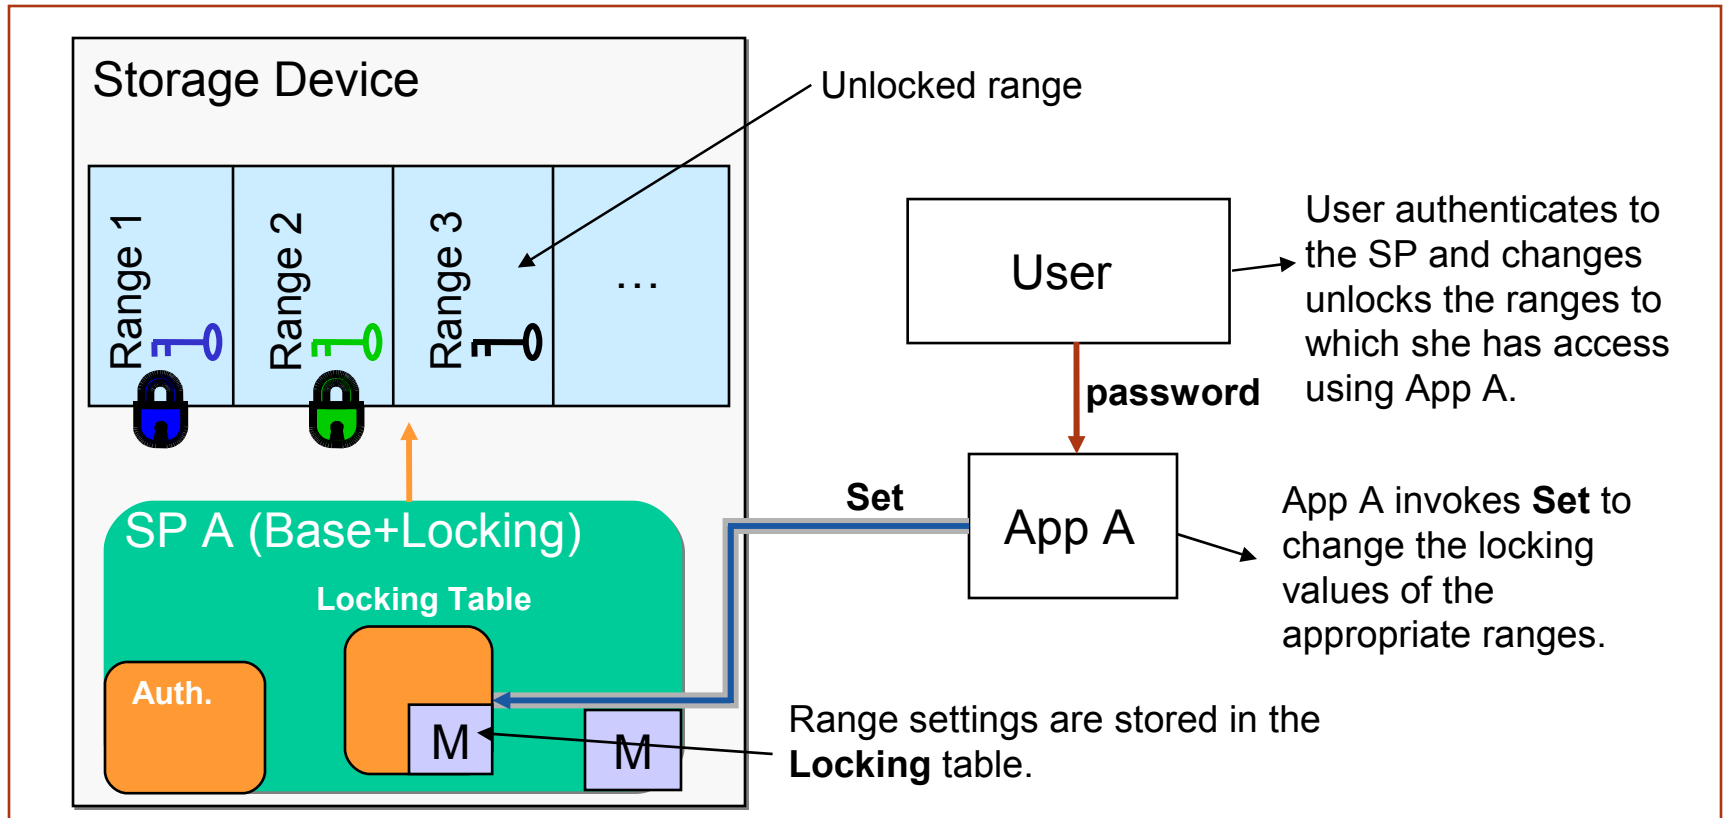 Storage Device
Unlocked range
Range 1
Range 2
Range 3
...
User
User authenticates to
the SP and changes
unlocks the ranges to
which she has access
using App A.
password
Set
App A
App A invokes Set to
change the locking
values of the
appropriate ranges.
SP A (Base+Locking)
Locking Table
Auth.
M
M
Range settings are stored in the
Locking table.